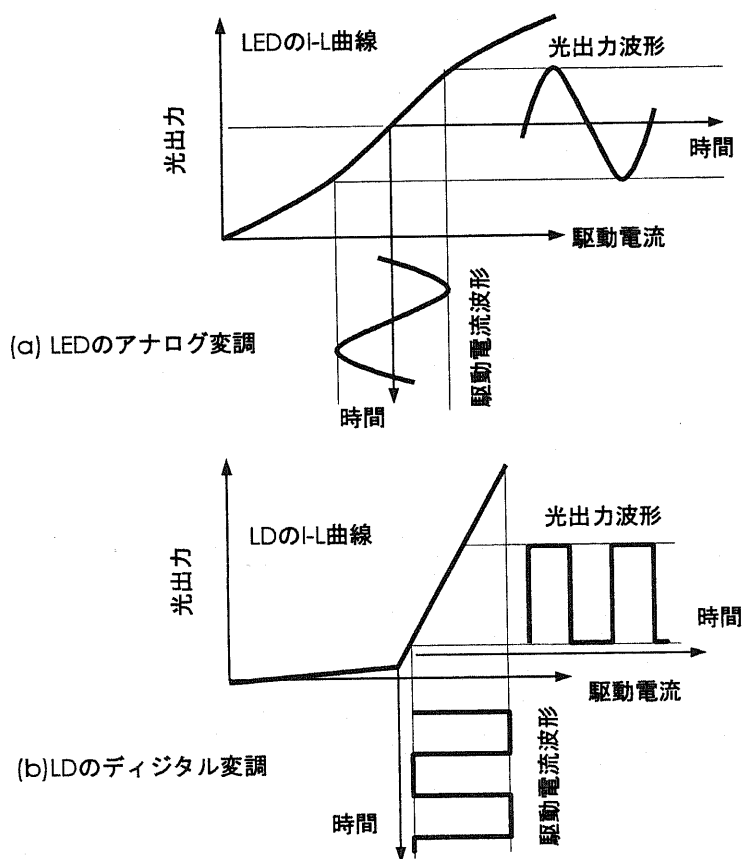 LEDのI-L曲線
光出力波形
光出力
時間
駆動電流
駆動電流波形
(a) LEDのアナログ変調
時間
LDのI-L曲線
光出力波形
光出力
時間
駆動電流
駆動電流波形
(b)LDのディジタル変調
時間